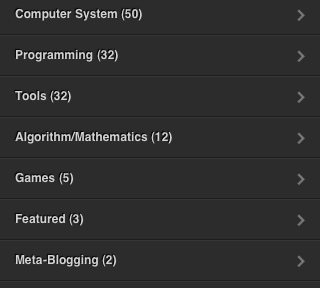 Computer System (50)
Programming (32)
Tools (32)
Algorithm/Mathematics (12)
Games (5)
Featured (3)
Meta-Blogging (2)